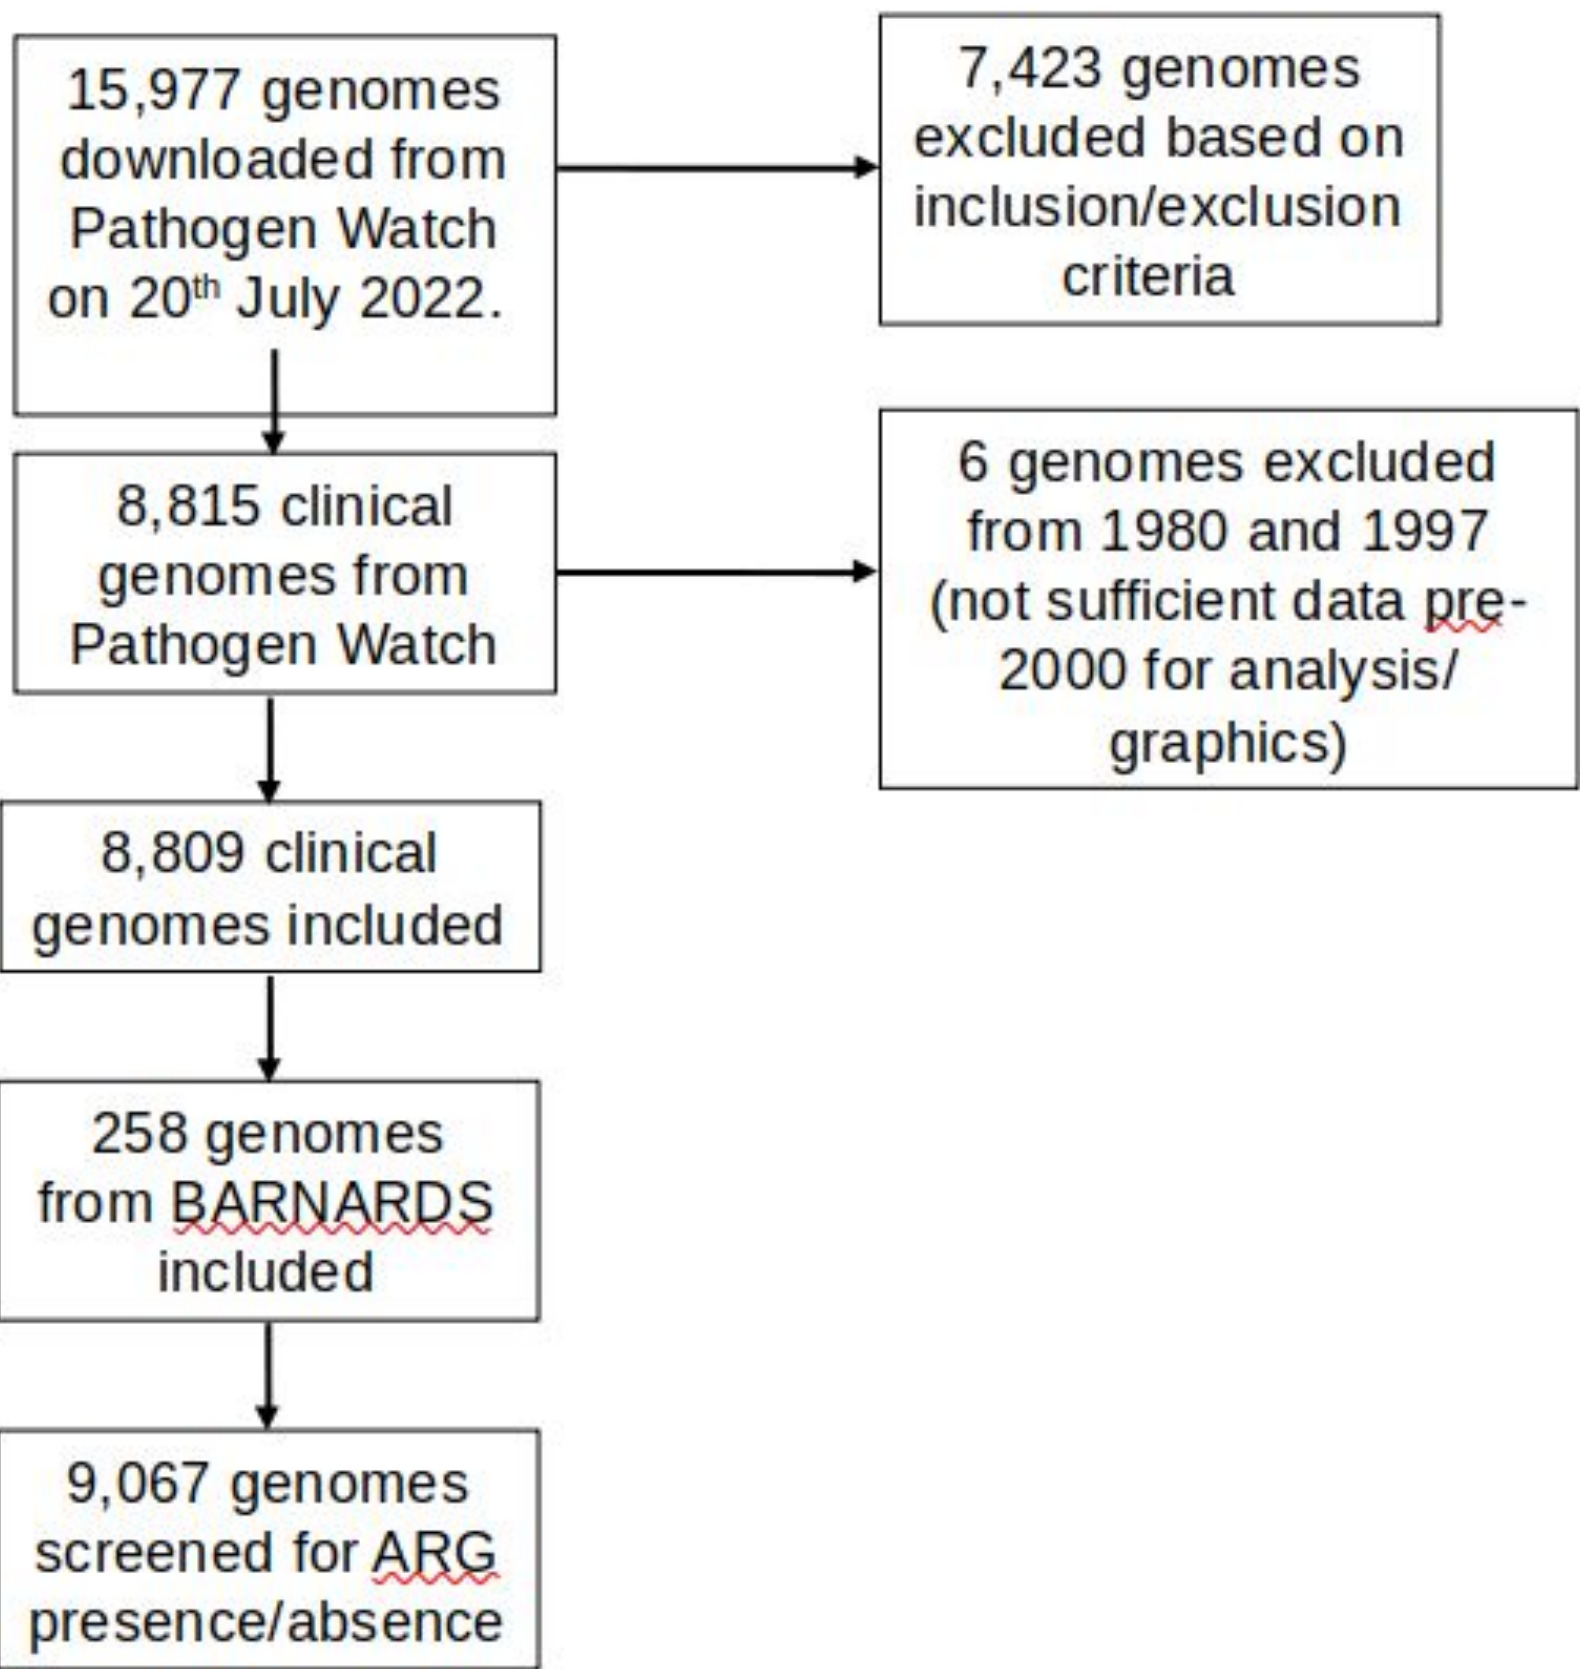 15,977 genomes
downloaded from
Pathogen Watch
on 20th July 2022.
7,423 genomes
excluded based on
inclusion/exclusion
criteria
8,815 clinical
genomes from
Pathogen Watch
6 genomes excluded
from 1980 and 1997
(not sufficient data pre-
2000 for analysis/
graphics)
8,809 clinical
genomes included
258 genomes
from BARNARDS
included
9,067 genomes
screened for ARG
presence/absence